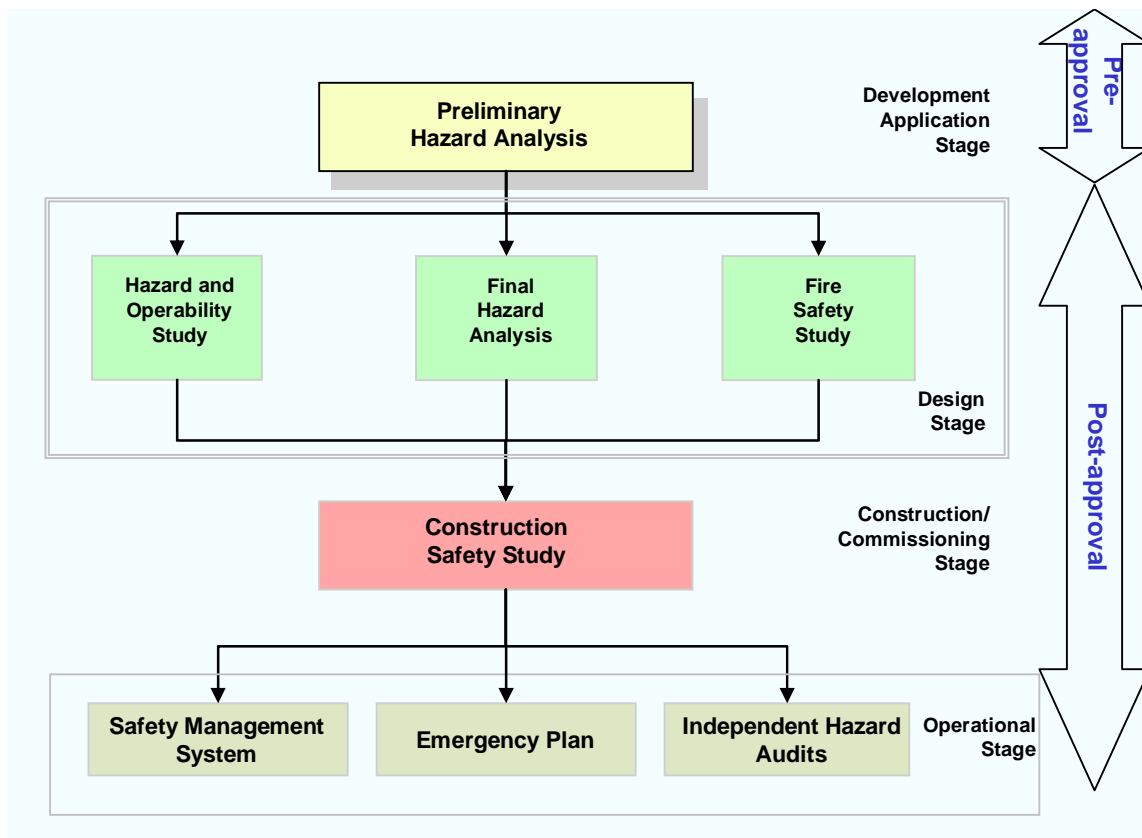 Pre-
approval
Preliminary
Hazard Analysis
Development
Application
Stage
Hazard and
Operability
Study
Final
Hazard
Analysis
Fire
Safety
Study
Design
Stage
Post-approval
Construction
Safety Study
Construction/
Commissioning
Stage
Safety Management
System
Emergency Plan
Independent Hazard
Audits
Operational
Stage